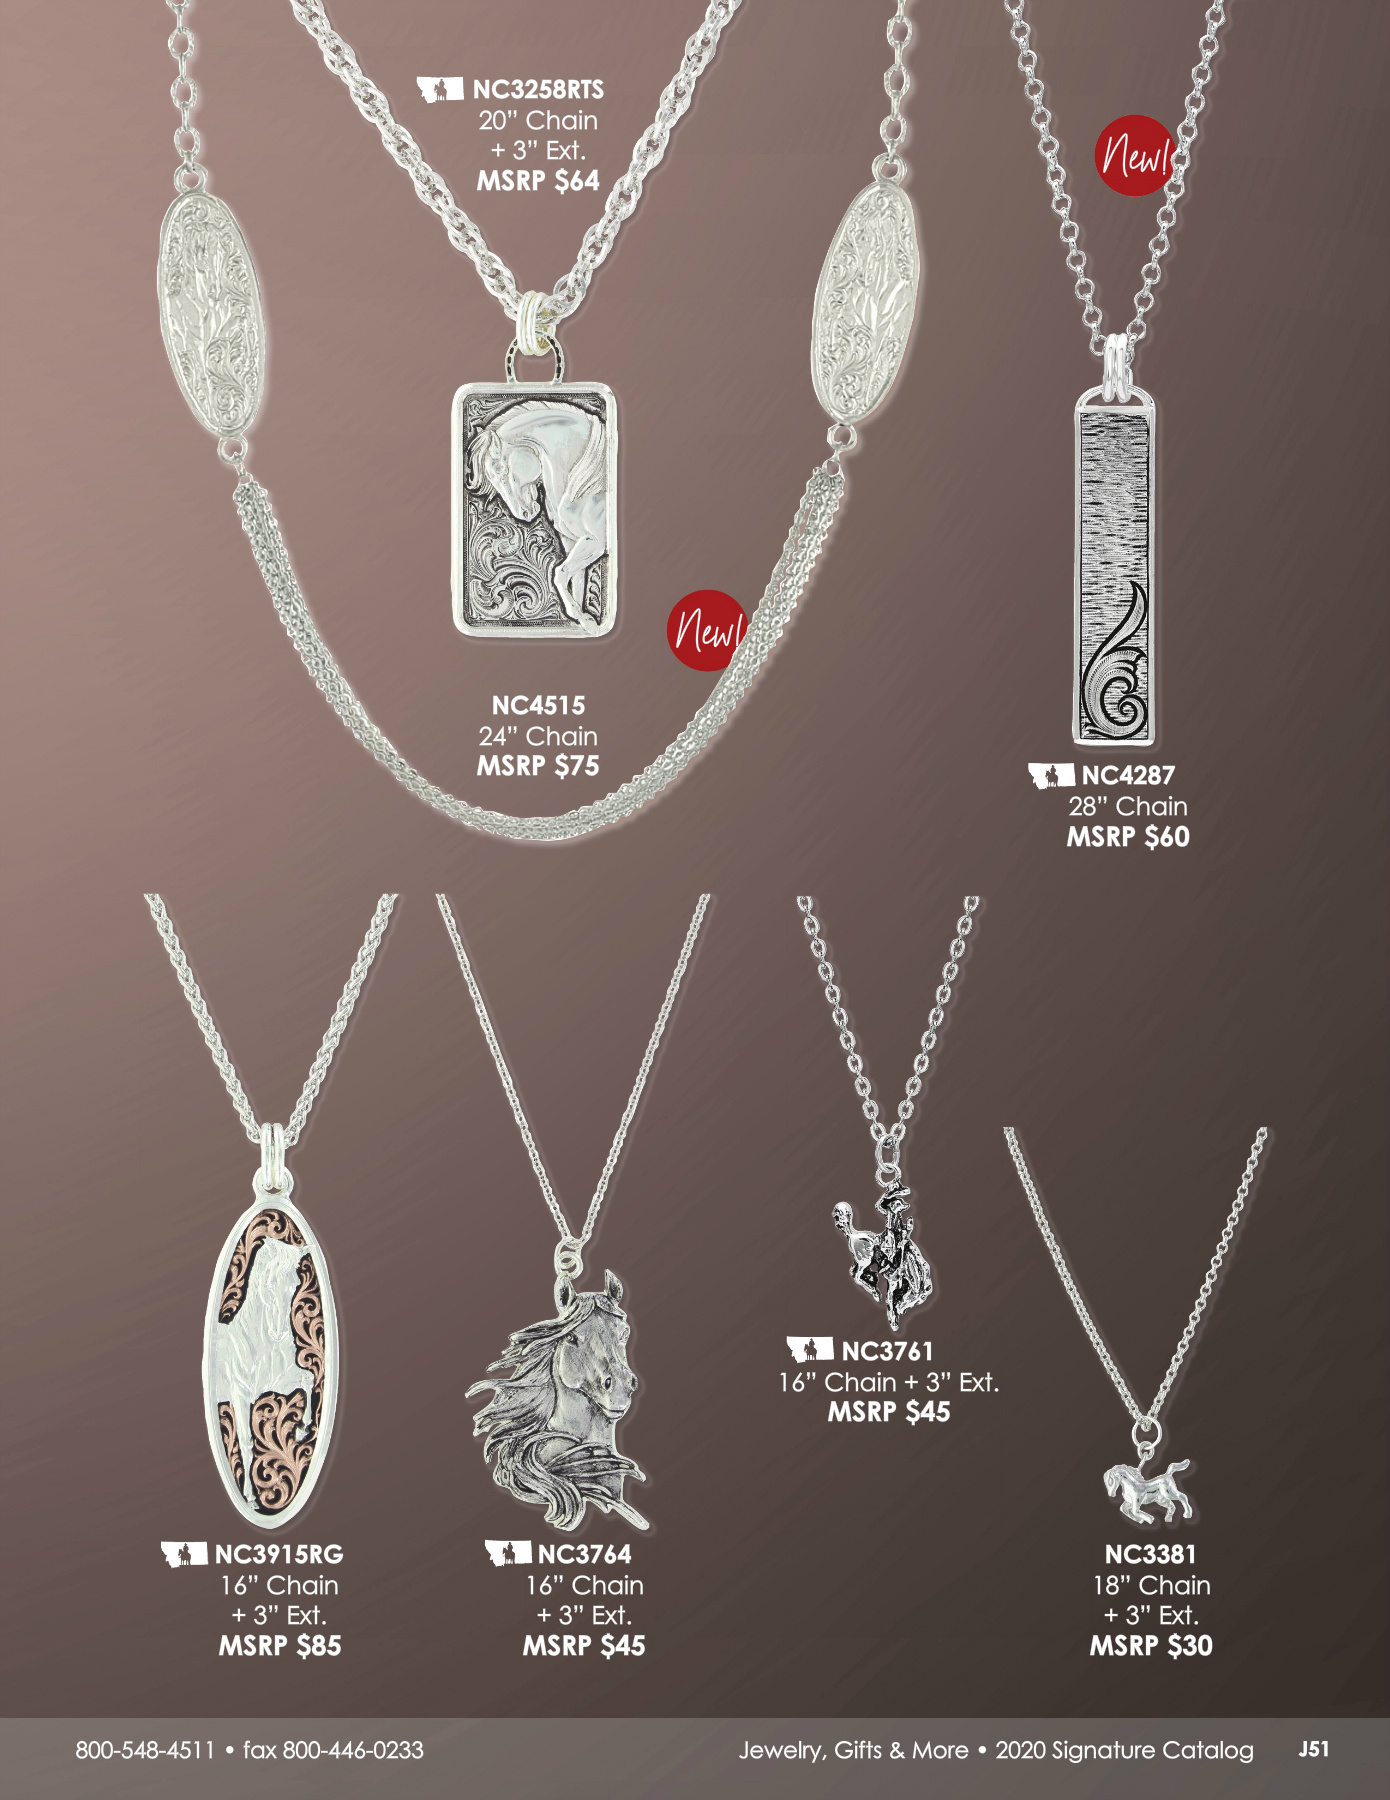 NC3258RTS
20” Chain
+ 3” Ext.
MSRP $64
New!
New!
NC4515
24” Chain
MSRP $75
NC4287
28” Chain
MSRP $60
NC3761
16” Chain + 3” Ext.
MSRP $45
NC3915RG
16” Chain
+ 3” Ext.
MSRP $85
NC3764
16” Chain
+ 3” Ext.
MSRP $45
NC3381
18” Chain
+ 3” Ext.
MSRP $30
800-548-4511 • fax 800-446-0233
Jewelry, Gifts & More • 2020 Signature Catalog J51